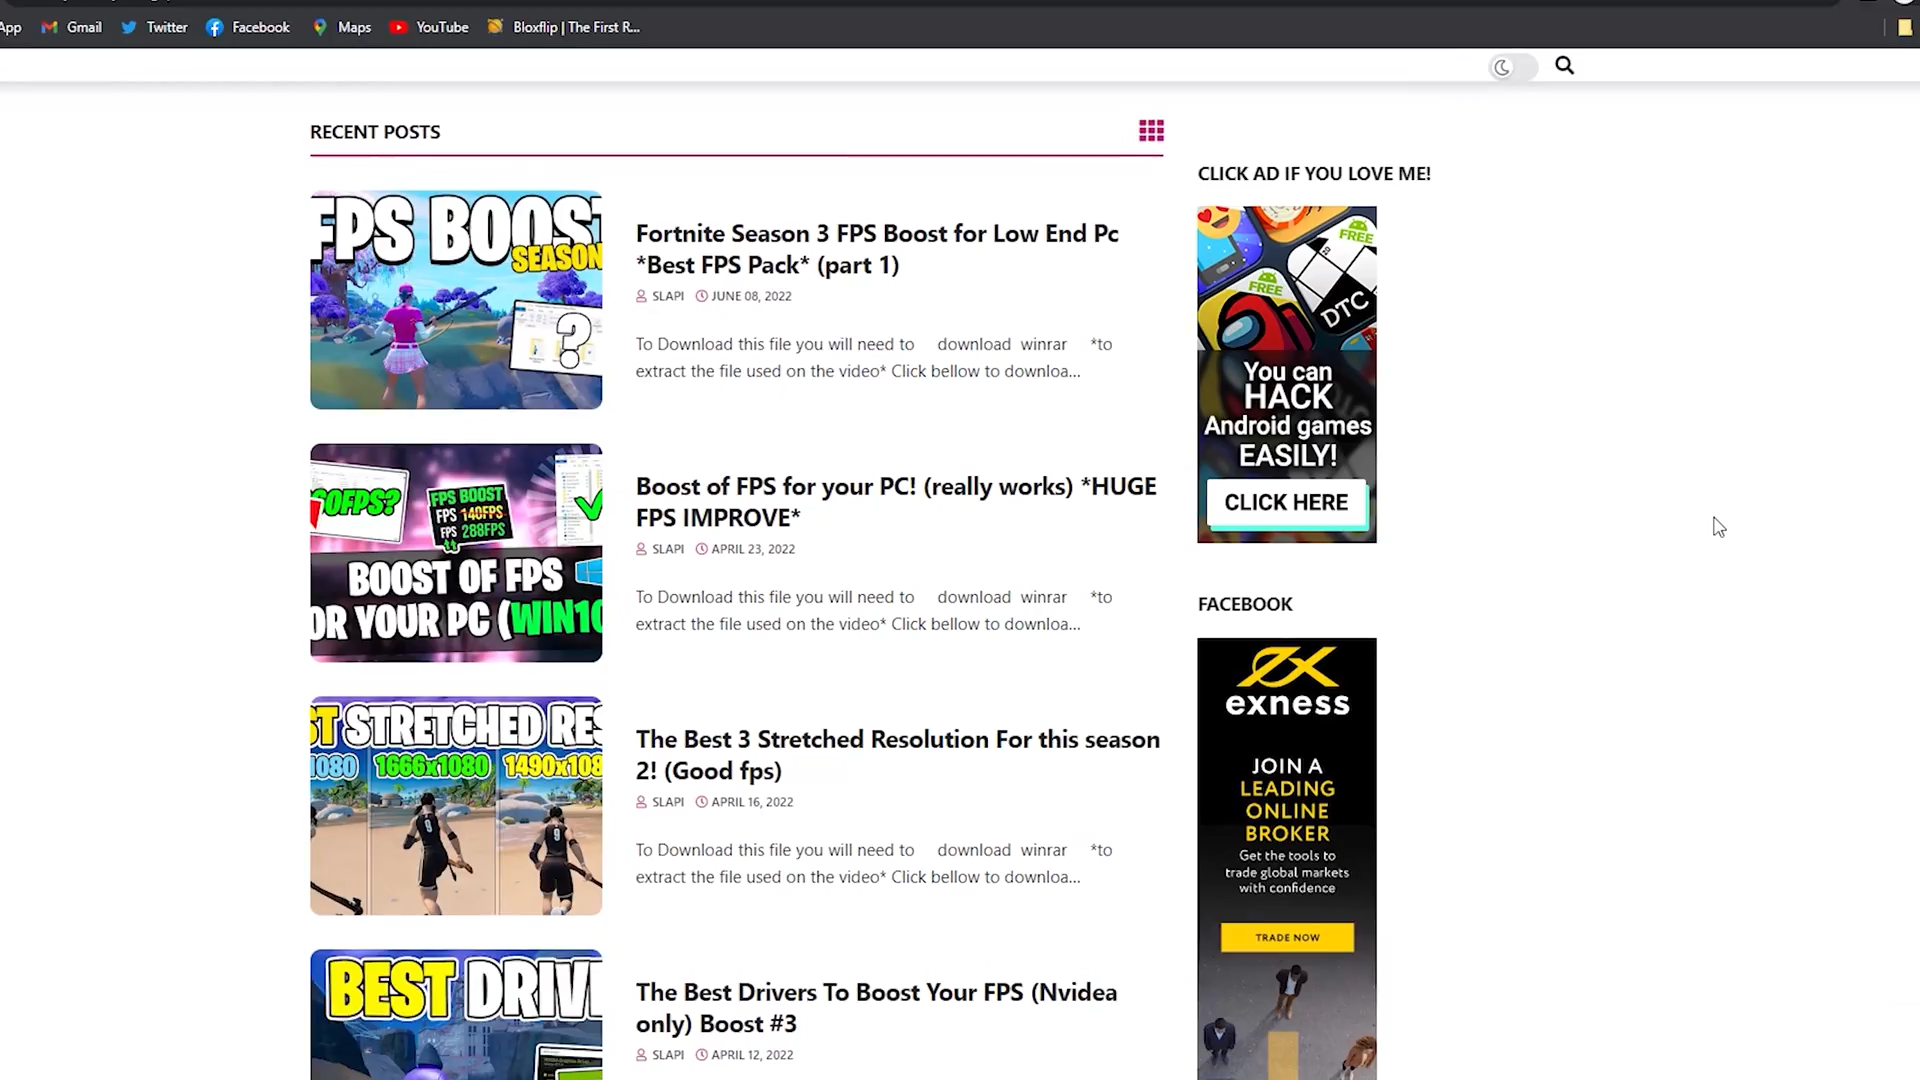 App
Gmail
Twitter
Facebook
Maps
YouTube
Bloxflip | The First R...
RECENT POSTS
FPS BOOST
SEASON
?
Fortnite Season 3 FPS Boost for Low End Pc
*Best FPS Pack* (part 1)
SLAPI JUNE 08, 2022
To Download this file you will need to download winrar *to
extract the file used on the video* Click bellow to downloa...
60FPS?
FPS BOOST
FPS 140FPS
FPS 288FPS
BOOST OF FPS
OR YOUR PC (WIN10
Boost of FPS for your PC! (really works) *HUGE
FPS IMPROVE*
SLAPI APRIL 23, 2022
To Download this file you will need to download winrar *to
extract the file used on the video* Click bellow to downloa...
ST STRETCHED RES
1080 1666x1080 1490x108
9 9
The Best 3 Stretched Resolution For this season
2! (Good fps)
SLAPI APRIL 16, 2022
To Download this file you will need to download winrar *to
extract the file used on the video* Click bellow to downloa...
BEST DRIV
The Best Drivers To Boost Your FPS (Nvidea
only) Boost #3
SLAPI APRIL 12, 2022
CLICK AD IF YOU LOVE ME!
FREE
20
FREE
DTC
You can
HACK
Android games
EASILY!
CLICK HERE
FACEBOOK
ex
exness
JOIN A
LEADING
ONLINE
BROKER
Get the tools to
trade global markets
with confidence
TRADE NOW